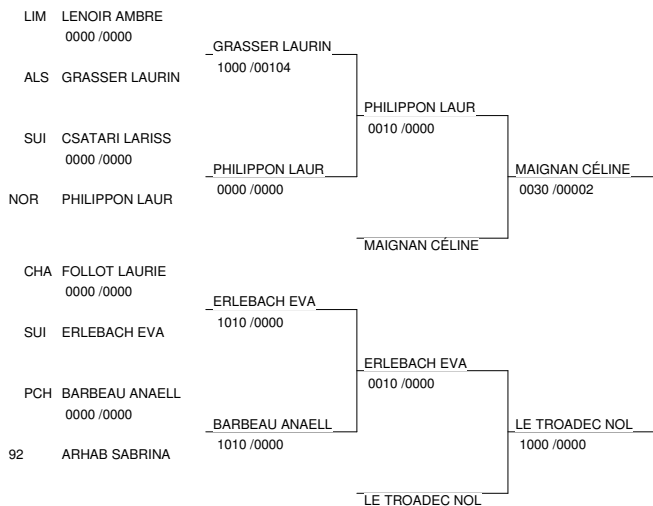 LIM LENOIR AMBRE
0000 /0000
GRASSER LAURIN
1000 /00104
ALS GRASSER LAURIN
PHILIPPON LAUR
0010 /0000
SUI CSATARI LARISS
0000 /0000
PHILIPPON LAUR
0000 /0000
MAIGNAN CÉLINE
0030 /00002
NOR PHILIPPON LAUR
MAIGNAN CÉLINE
CHA FOLLOT LAURIE
0000 /0000
ERLEBACH EVA
1010 /0000
SUI ERLEBACH EVA
ERLEBACH EVA
0010 /0000
PCH BARBEAU ANAELL
0000 /0000
BARBEAU ANAELL
1010 /0000
LE TROADEC NOL
1000 /0000
92 ARHAB SABRINA
LE TROADEC NOL